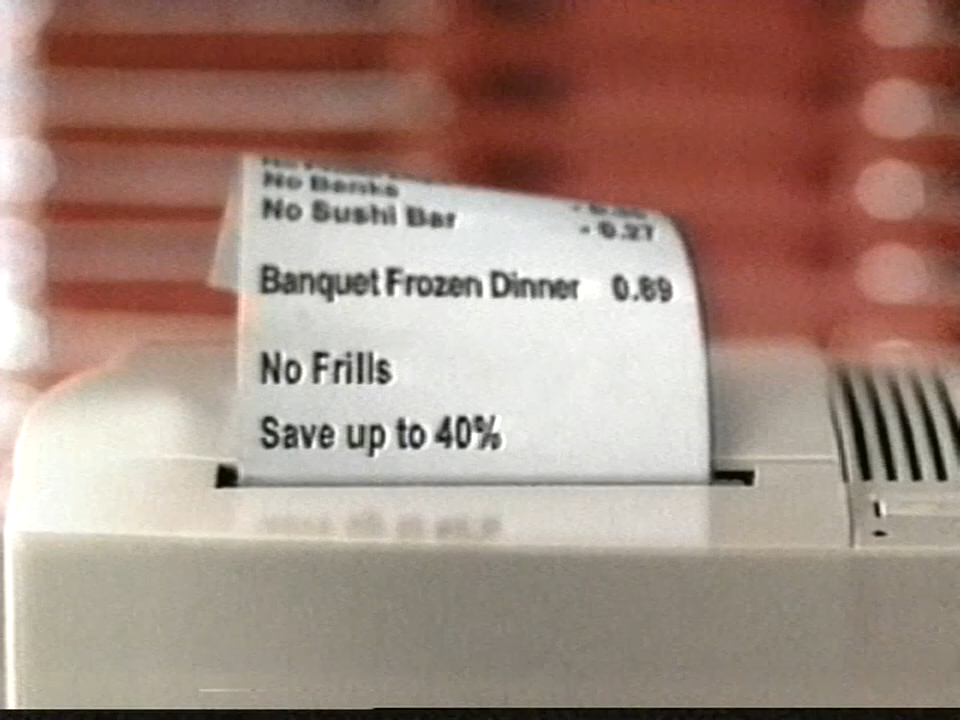 No Banks
No Sushi Bar - 0.27
Banquet Frozen Dinner 0.89
No Frills
Save up to 40%